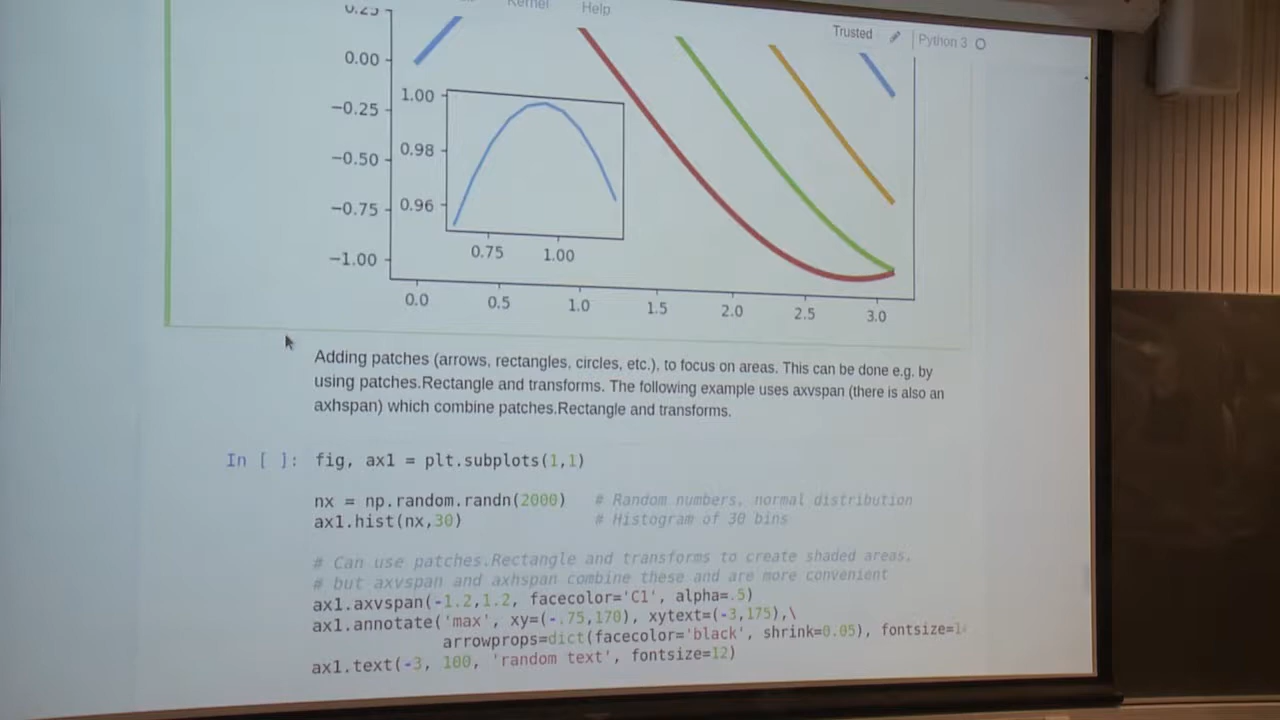 Kernel Help
Trusted Python 3
0.25
0.00
−0.25
−0.50
−0.75
−1.00
1.00
0.98
0.96
0.75 1.00
0.0 0.5 1.0 1.5 2.0 2.5 3.0
Adding patches (arrows, rectangles, circles, etc.), to focus on areas. This can be done e.g. by
using patches.Rectangle and transforms. The following example uses axvspan (there is also an
axhspan) which combine patches.Rectangle and transforms.
In [ ]: fig, ax1 = plt.subplots(1,1)
nx = np.random.randn(2000) # Random numbers, normal distribution
ax1.hist(nx,30) # Histogram of 30 bins
# Can use patches.Rectangle and transforms to create shaded areas,
# but axvspan and axhspan combine these and are more convenient
ax1.axvspan(-1.2,1.2, facecolor='C1', alpha=.5)
ax1.annotate('max', xy=(-.75,170), xytext=(-3,175),\
arrowprops=dict(facecolor='black', shrink=0.05), fontsize=1
ax1.text(-3, 100, 'random text', fontsize=12)